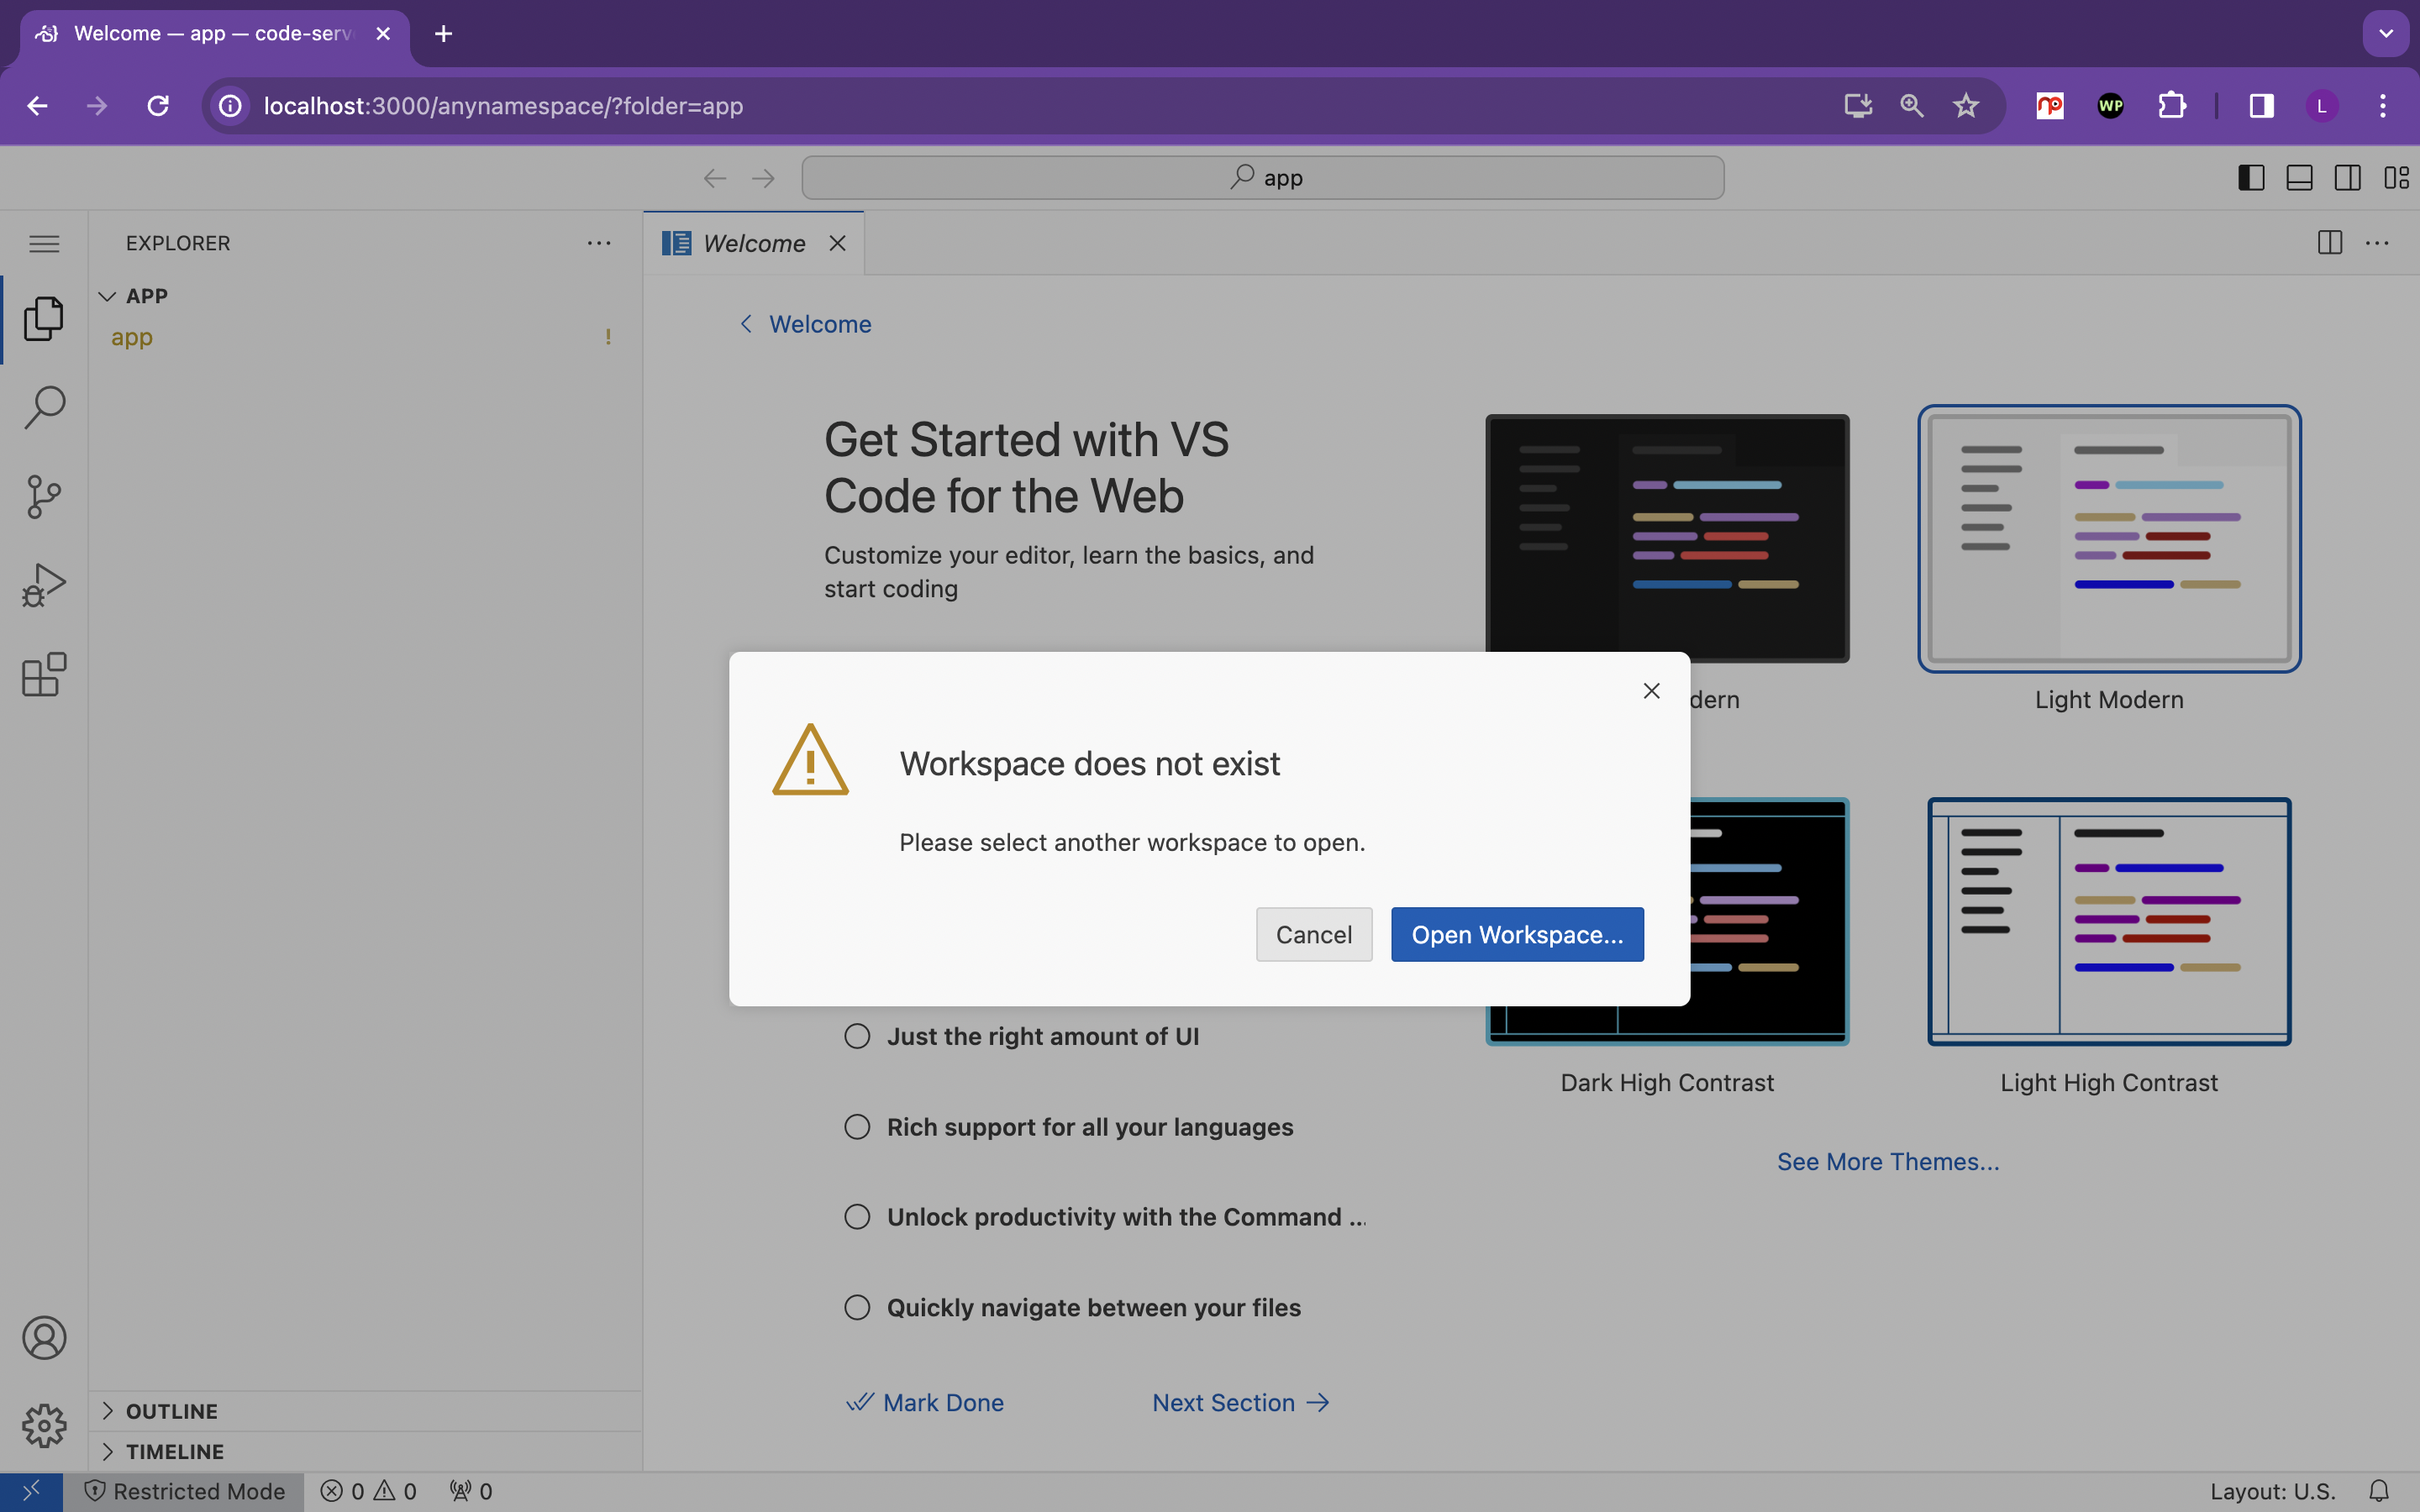 Welcome — app — code-serv
localhost:3000/anynamespace/?folder=app
WP
L
app
EXPLORER
Welcome
APP
app !
Welcome
Get Started with VS
Code for the Web
Customize your editor, learn the basics, and
start coding
dern
Light Modern
Workspace does not exist
Please select another workspace to open.
Cancel
Open Workspace...
Just the right amount of UI
Dark High Contrast
Light High Contrast
Rich support for all your languages
See More Themes...
Unlock productivity with the Command ...
Quickly navigate between your files
Mark Done
Next Section
OUTLINE
TIMELINE
Restricted Mode 0 0 0
Layout: U.S.